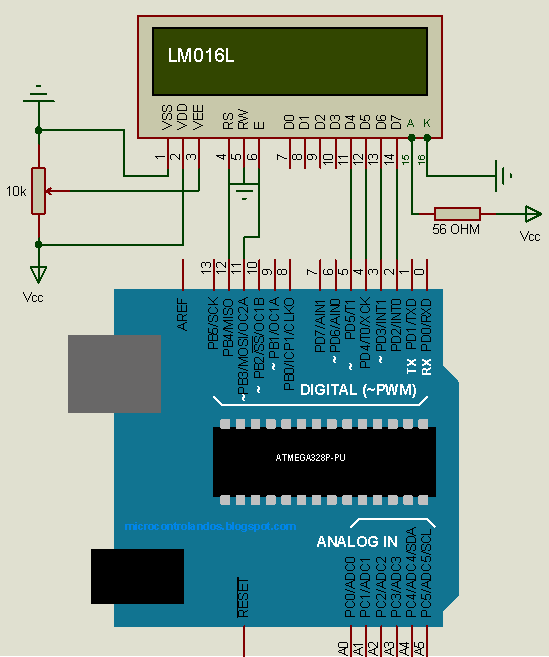 LM016L
VSS VDD VEE RS RW E D0 D1 D2 D3 D4 D5 D6 D7 A K
1 2 3 4 5 6 7 8 9 10 11 12 13 14 15 16
10k
56 OHM
Vcc
Vcc
13 12 11 10 9 8 7 6 5 4 3 2 1 0
AREF PB5/SCK PB4/MISO PB3/MOSI/OC2A PB2/SS/OC1B PB1/OC1A PB0/ICP1/CLKO PD7/AIN1 PD6/AIN0 PD5/T1 PD4/T0/XCK PD3/INT1 PD2/INT0 PD1/TXD PD0/RXD
~ ~ ~ ~ ~ ~
TX RX
DIGITAL (~PWM)
ATMEGA328P-PU
microcontrolandos.blogspot.com
ANALOG IN
RESET PC0/ADC0 PC1/ADC1 PC2/ADC2 PC3/ADC3 PC4/ADC4/SDA PC5/ADC5/SCL
A0 A1 A2 A3 A4 A5